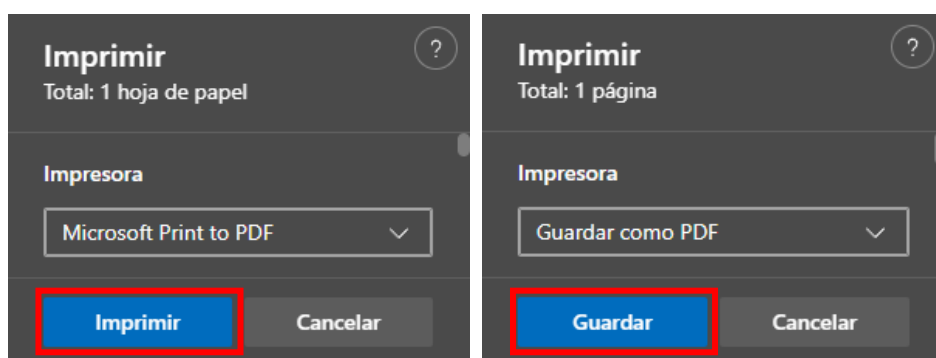 Imprimir
?
Total: 1 hoja de papel
Impresora
Microsoft Print to PDF
Imprimir
Cancelar
Imprimir
?
Total: 1 página
Impresora
Guardar como PDF
Guardar
Cancelar